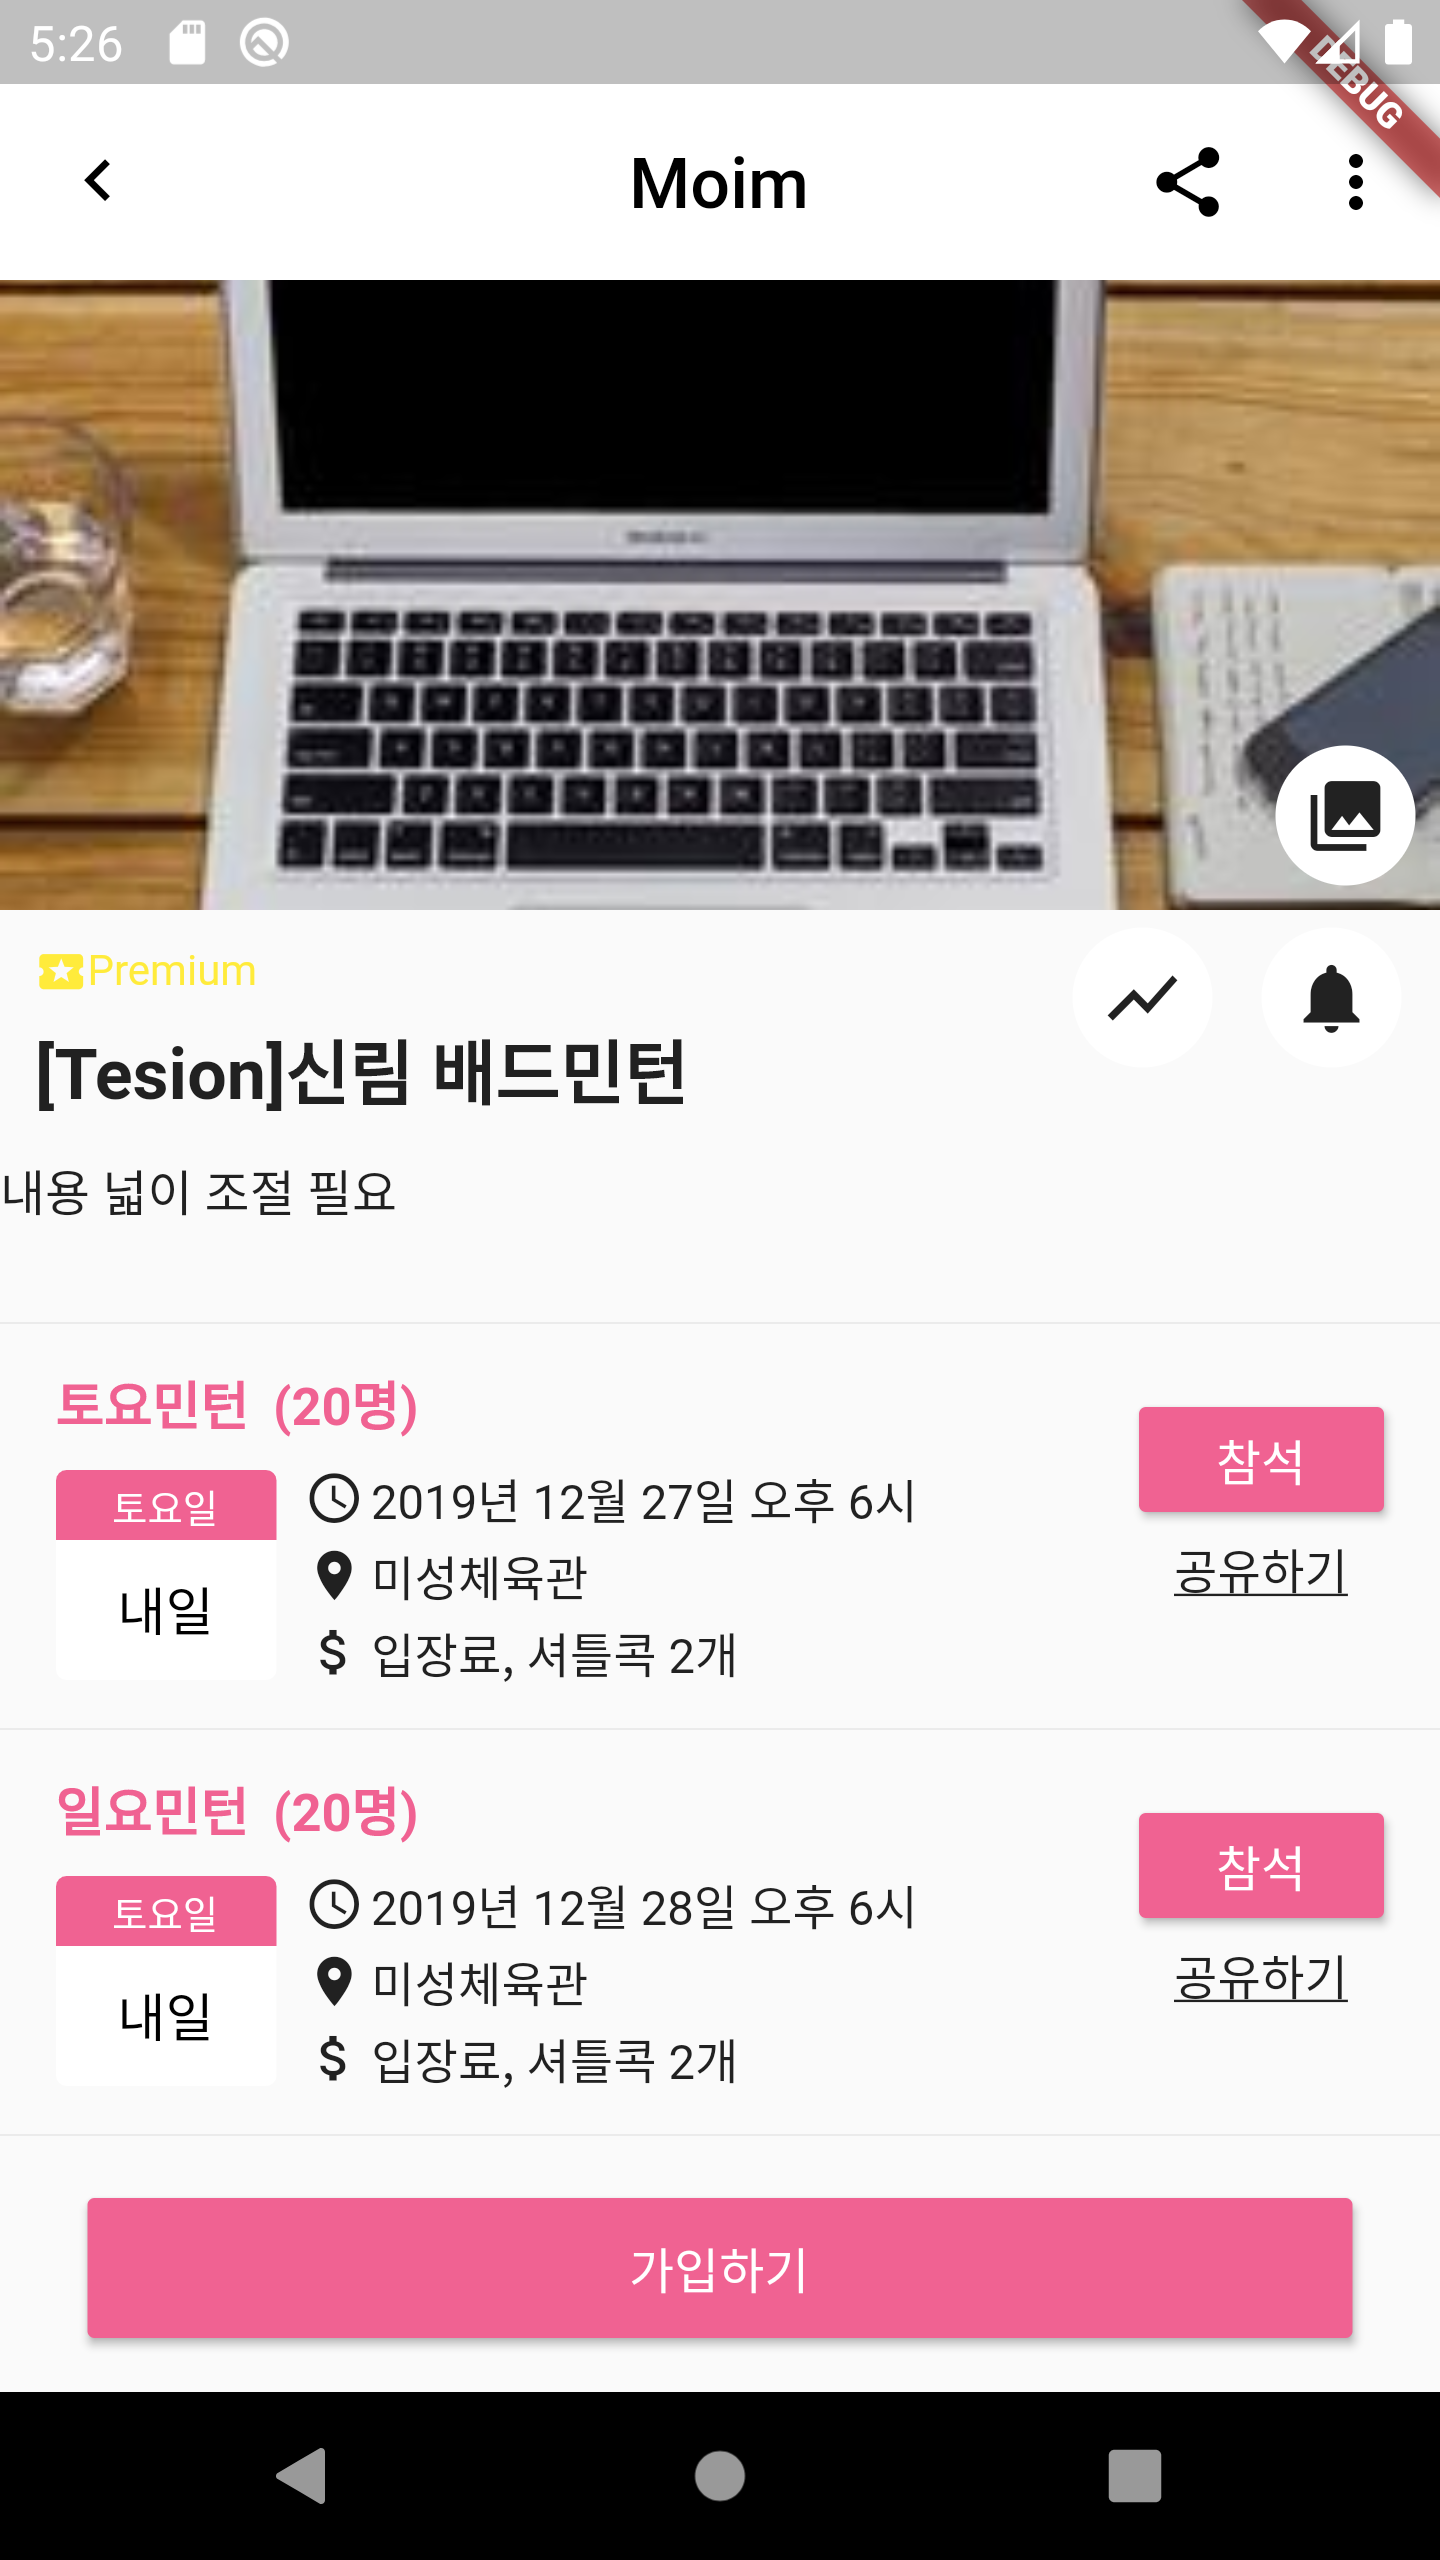 5:26
DEBUG
Moim
Premium
[Tesion]신림 배드민턴
내용 넓이 조절 필요
토요민턴 (20명)
토요일
내일
2019년 12월 27일 오후 6시
미성체육관
입장료, 셔틀콕 2개
참석
공유하기
일요민턴 (20명)
토요일
내일
2019년 12월 28일 오후 6시
미성체육관
입장료, 셔틀콕 2개
참석
공유하기
가입하기